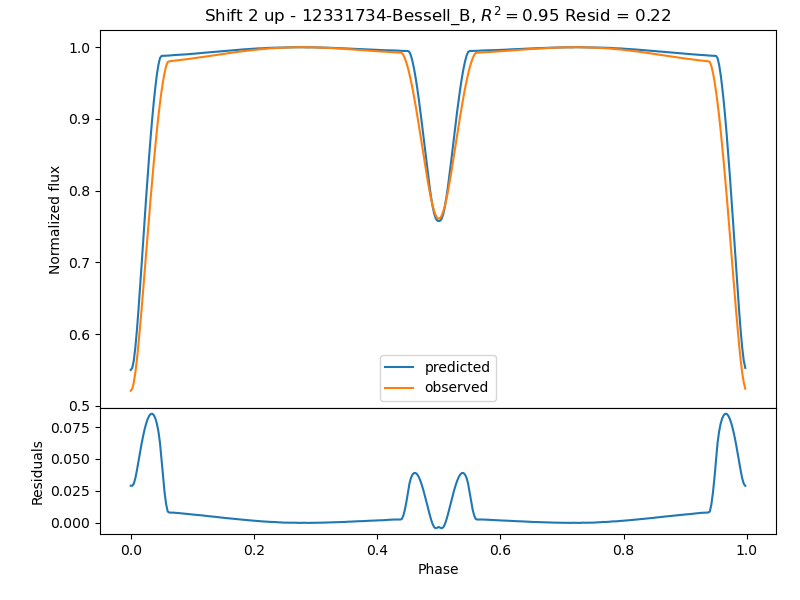 Shift 2 up - 12331734-Bessell_B, R² = 0.95 Resid = 0.22
1.0
0.9
0.8
0.7
0.6
0.5
Normalized flux
predicted
observed
0.075
0.050
0.025
0.000
Residuals
0.0 0.2 0.4 0.6 0.8 1.0
Phase